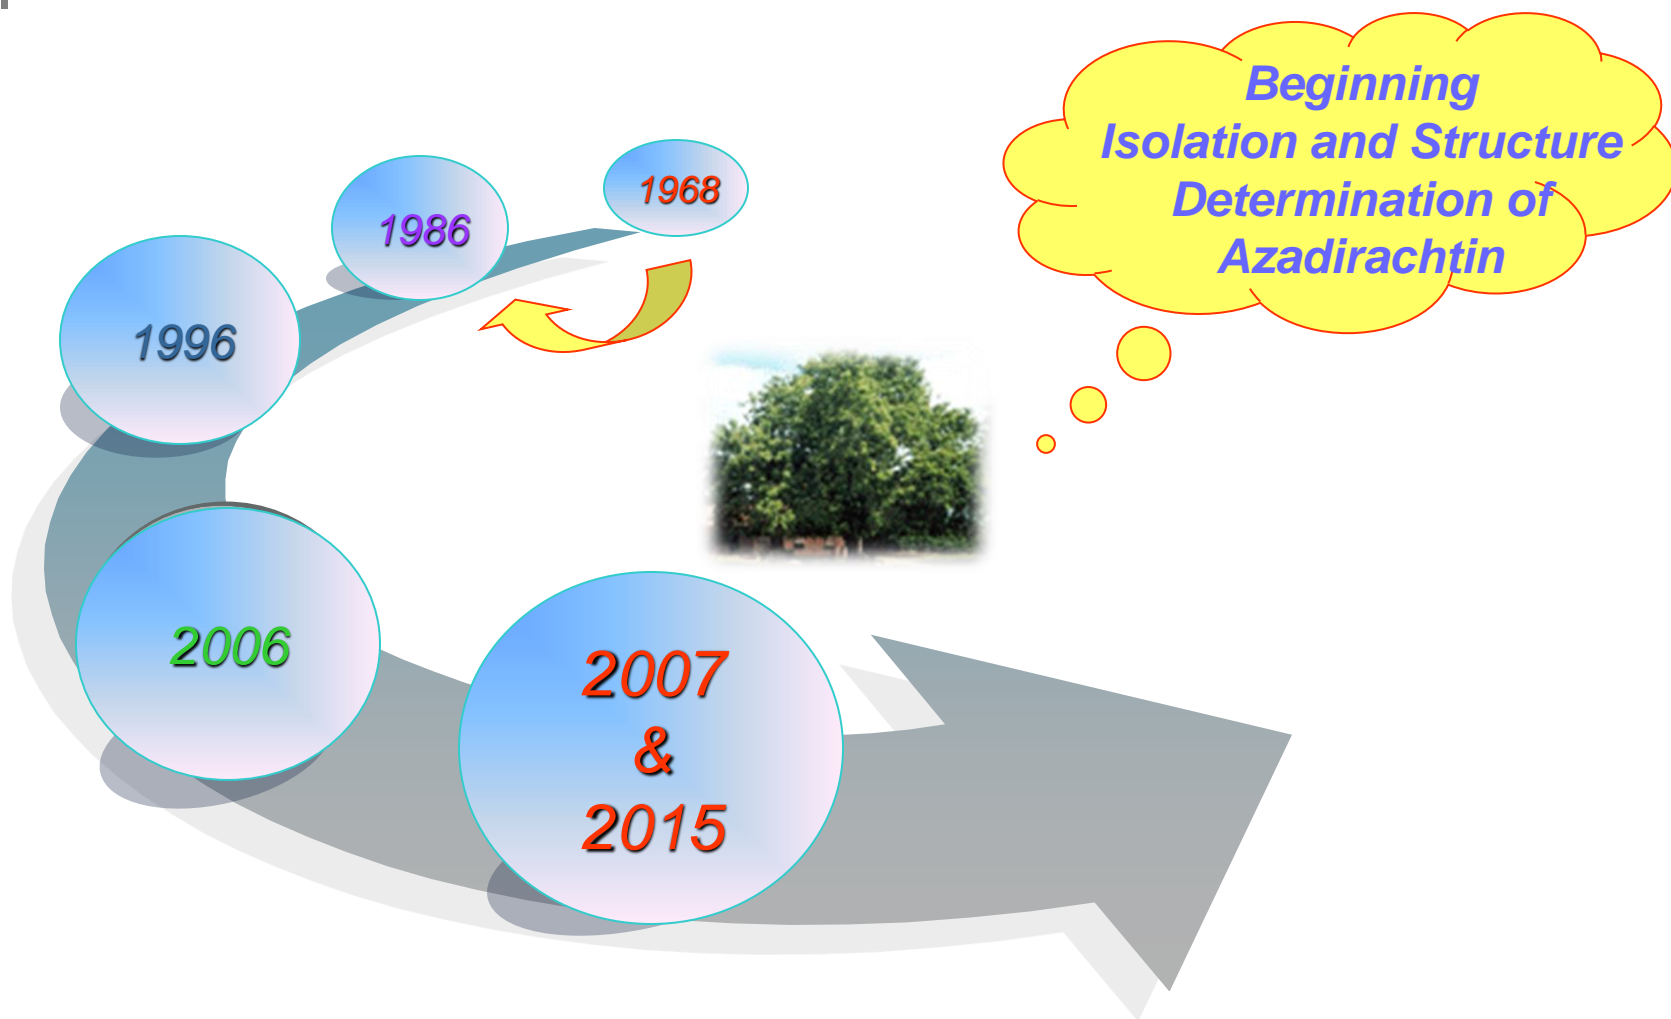 Beginning
Isolation and Structure
Determination of
Azadirachtin
1968
1986
1996
2006
2007
&
2015